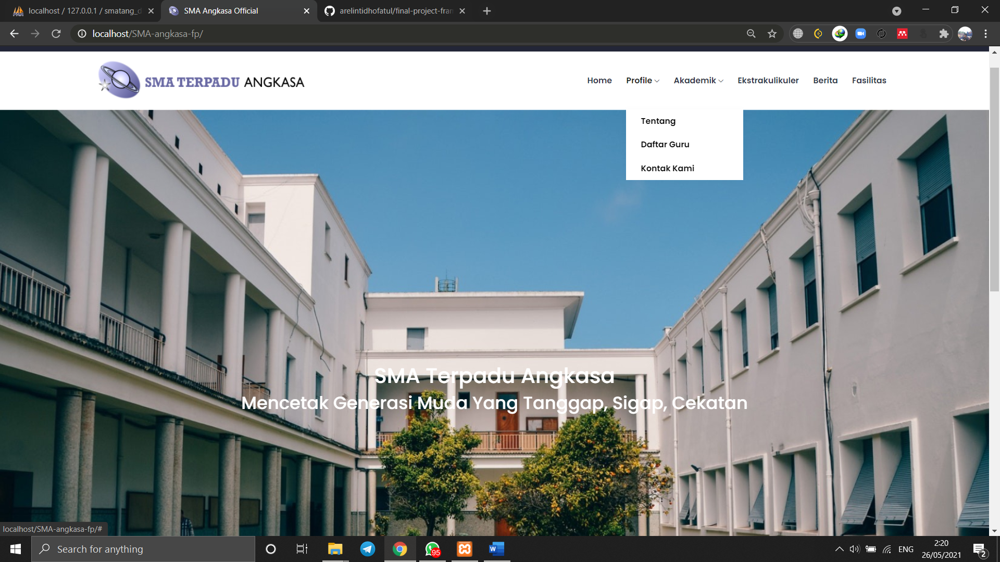 localhost / 127.0.0.1 / smatang_d
SMA Angkasa Official
arelintidhofatul/final-project-fran
localhost/SMA-angkasa-fp/
SMA TERPADU ANGKASA
Home Profile Akademik Ekstrakulikuler Berita Fasilitas
Tentang
Daftar Guru
Kontak Kami
SMA Terpadu Angkasa
Mencetak Generasi Muda Yang Tanggap, Sigap, Cekatan
localhost/SMA-angkasa-fp/#
Search for anything
95
ENG
2:20
26/05/2021
2